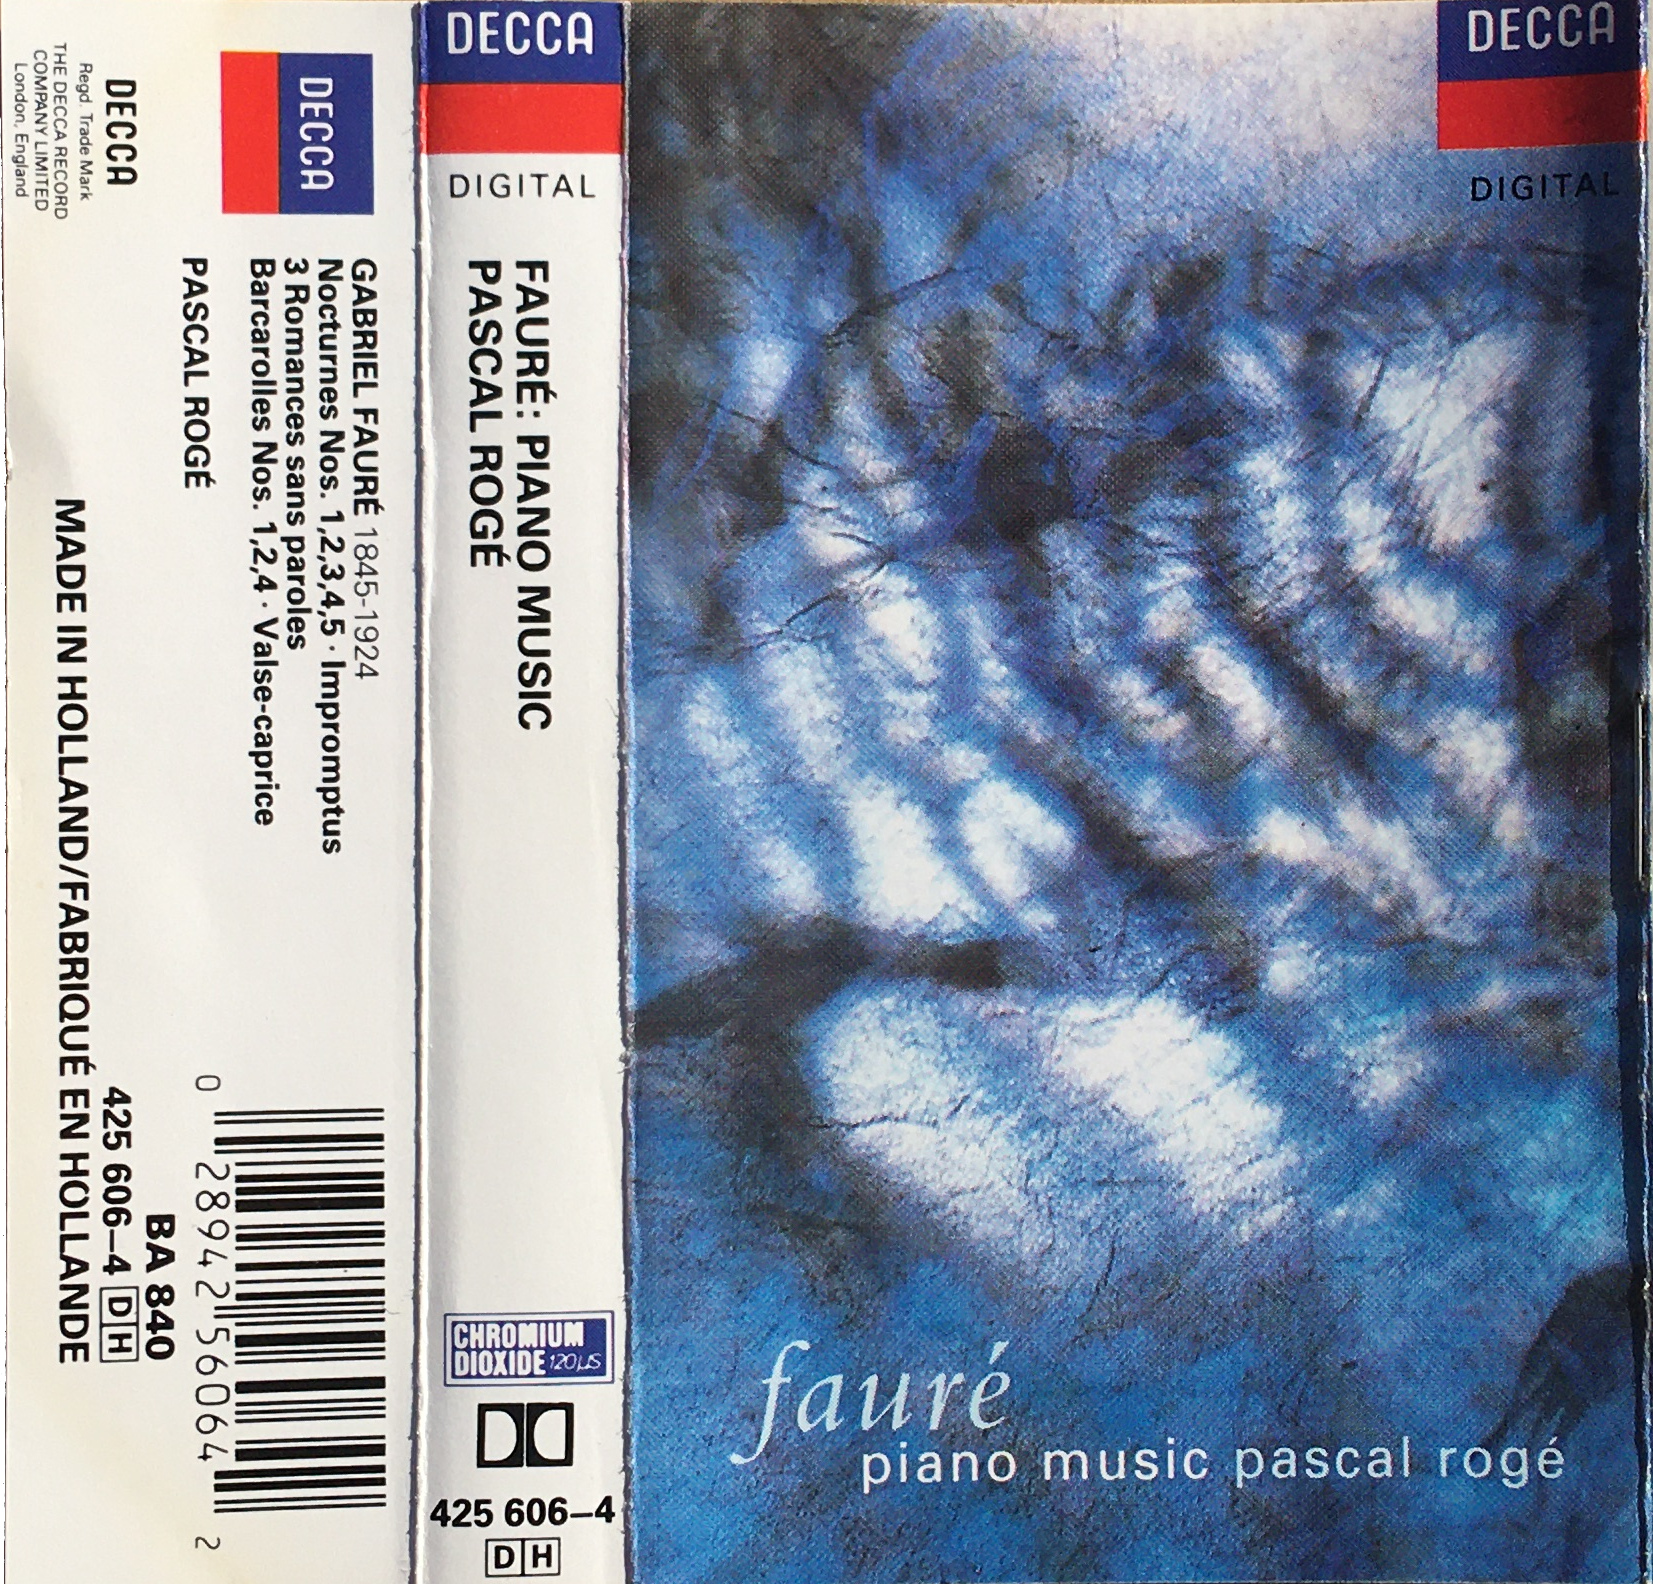 DECCA
Regd. Trade Mark
THE DECCA RECORD
COMPANY LIMITED
London, England
DECCA
GABRIEL FAURÉ 1845-1924
Nocturnes Nos. 1,2,3,4,5 · Impromptus
3 Romances sans paroles
Barcarolles Nos. 1,2,4 · Valse-caprice
PASCAL ROGÉ
0 28942 56064 2
BA 840
425 606–4 DH
MADE IN HOLLAND/FABRIQUÉ EN HOLLANDE
DECCA
DIGITAL
FAURÉ: PIANO MUSIC
PASCAL ROGÉ
CHROMIUM
DIOXIDE 120µS
425 606–4
DH
DECCA
DIGITAL
fauré
piano music pascal rogé